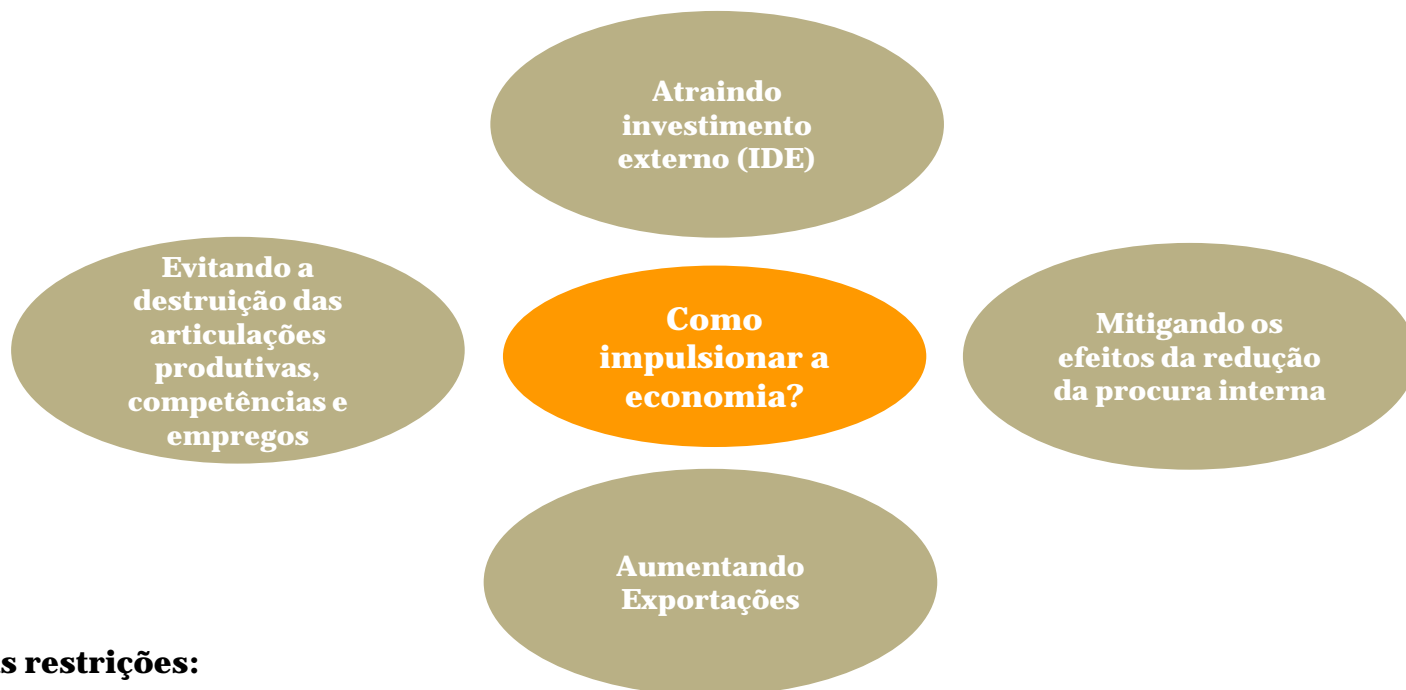 Atraindo
investimento
externo (IDE)
Evitando a
destruição das
articulações
produtivas,
competências e
empregos
Como
impulsionar a
economia?
Mitigando os
efeitos da redução
da procura interna
Aumentando
Exportações
s restrições: